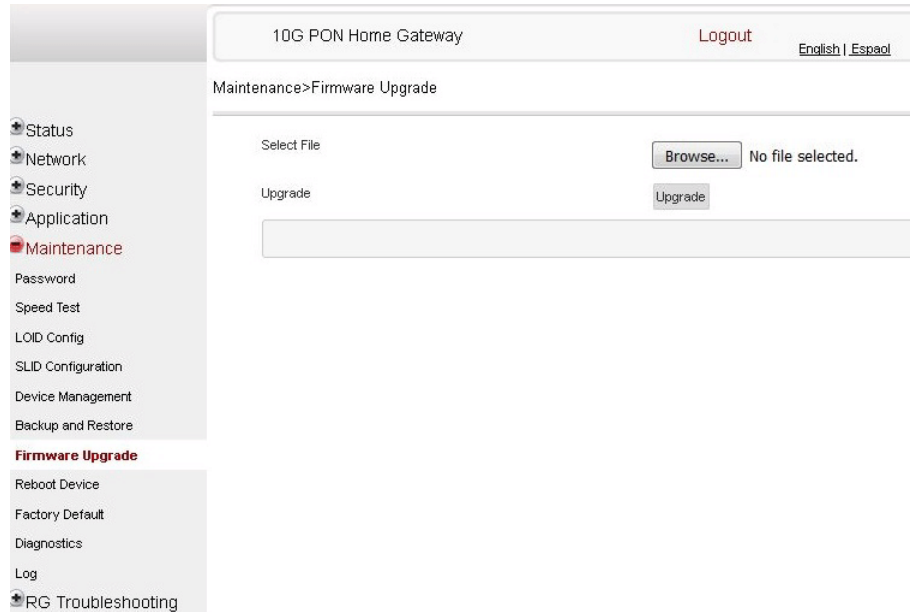 10G PON Home Gateway
Logout
English | Espaol
Maintenance>Firmware Upgrade
Status
Network
Security
Application
Maintenance
Password
Speed Test
LOID Config
SLID Configuration
Device Management
Backup and Restore
Firmware Upgrade
Reboot Device
Factory Default
Diagnostics
Log
RG Troubleshooting
Select File
Browse... No file selected.
Upgrade
Upgrade